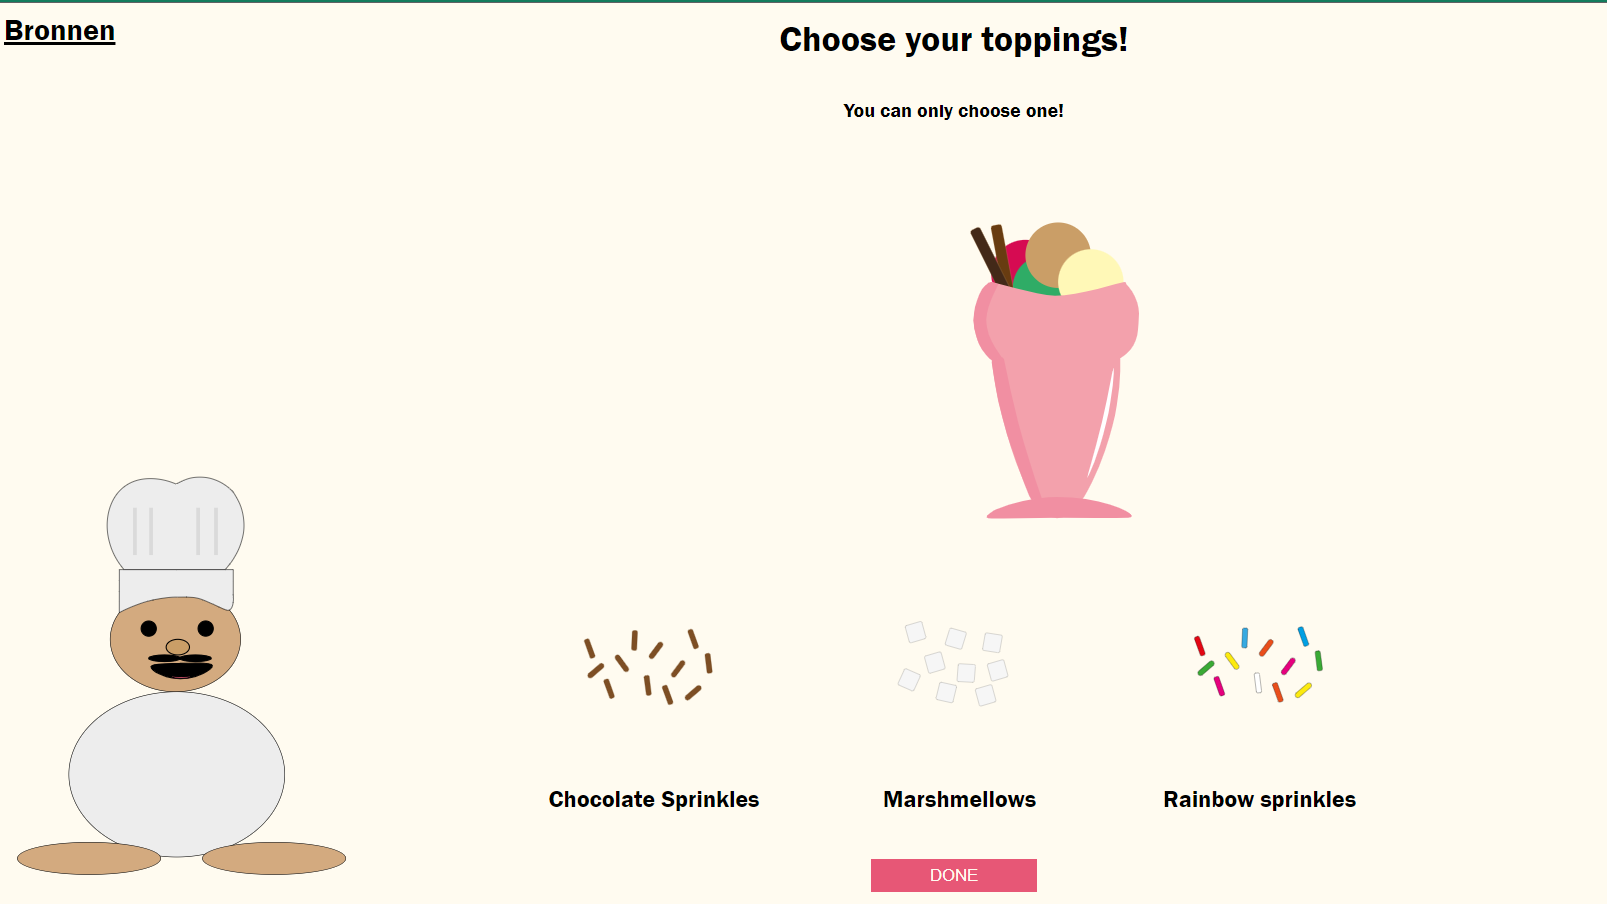 Bronnen
Choose your toppings!
You can only choose one!
Chocolate Sprinkles
Marshmellows
Rainbow sprinkles
DONE